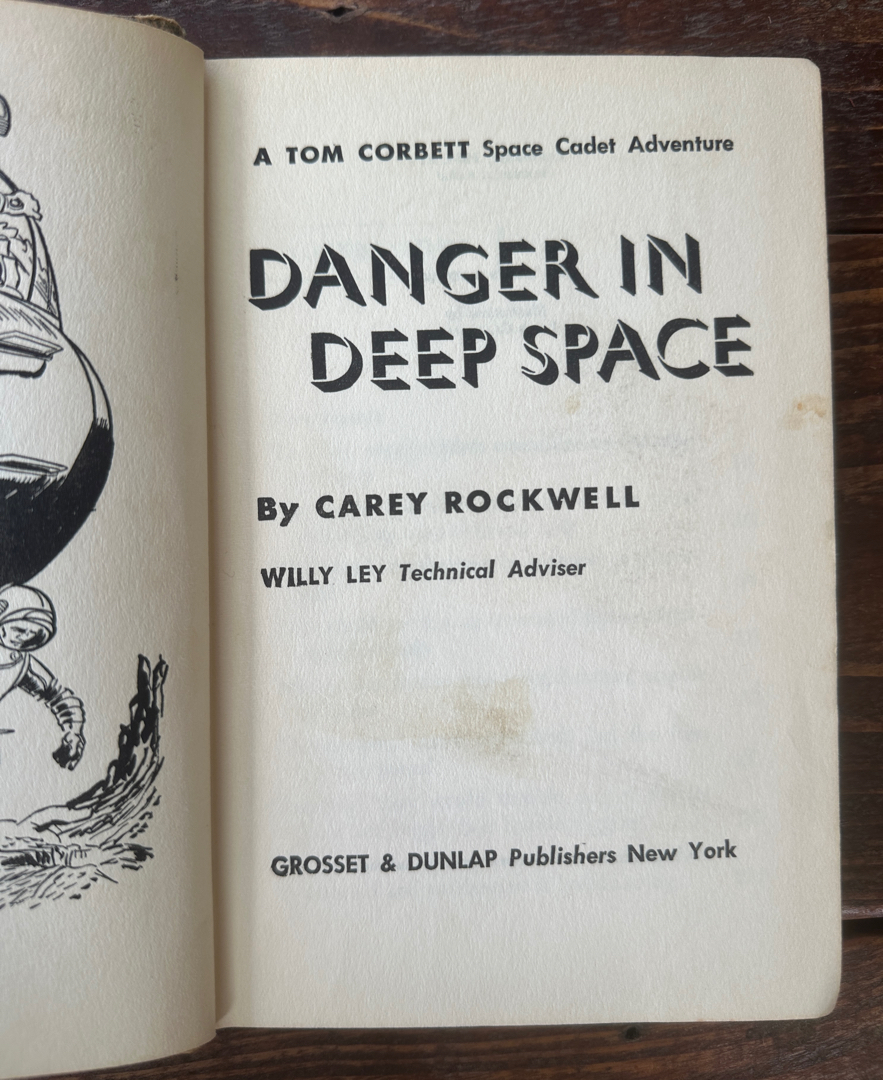 A TOM CORBETT Space Cadet Adventure
DANGER IN
DEEP SPACE
By CAREY ROCKWELL
WILLY LEY Technical Adviser
GROSSET & DUNLAP Publishers New York